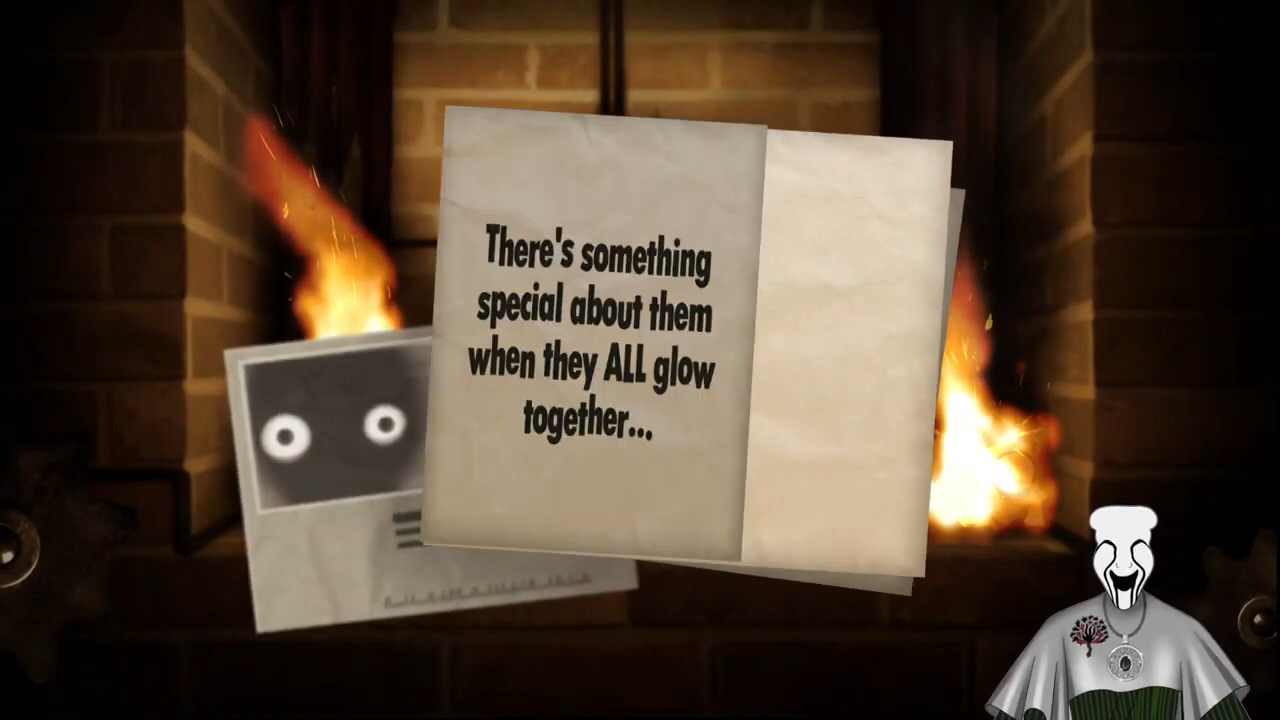 There's something
special about them
when they ALL glow
together...